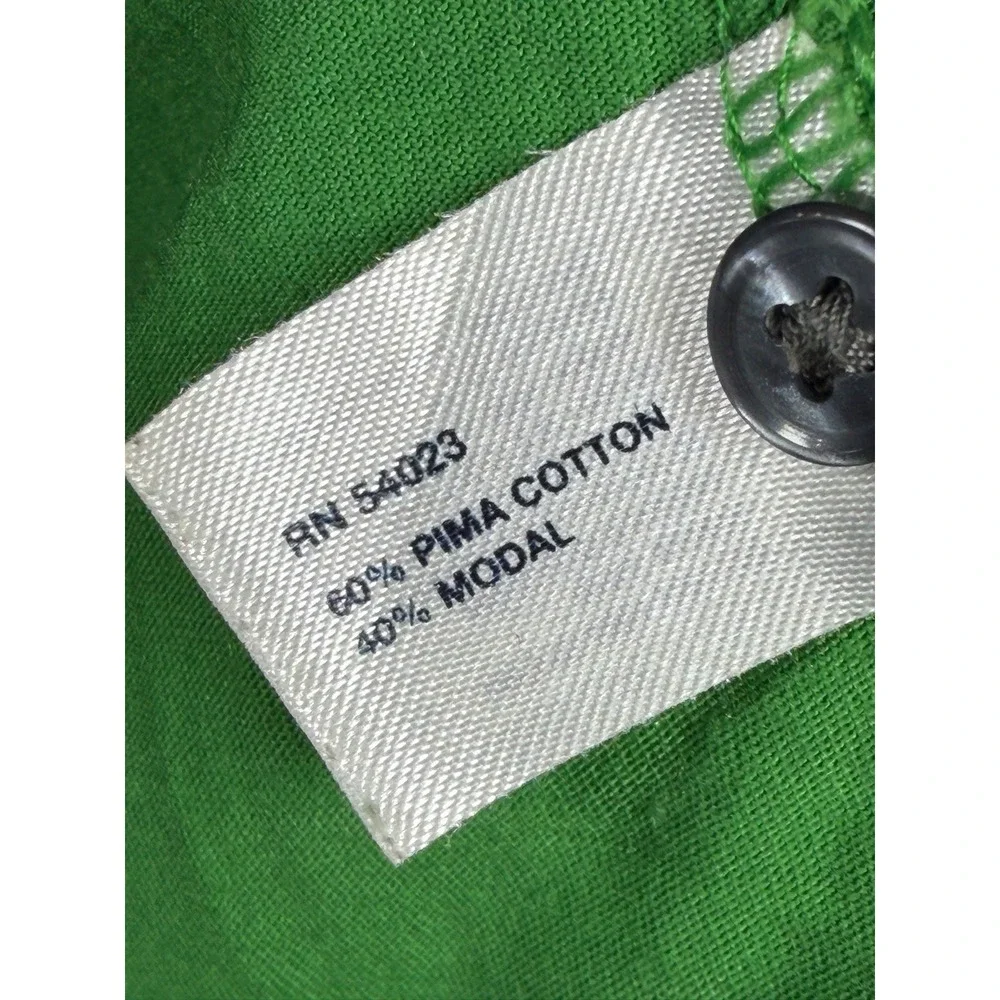 RN 54023
60% PIMA COTTON
40% MODAL